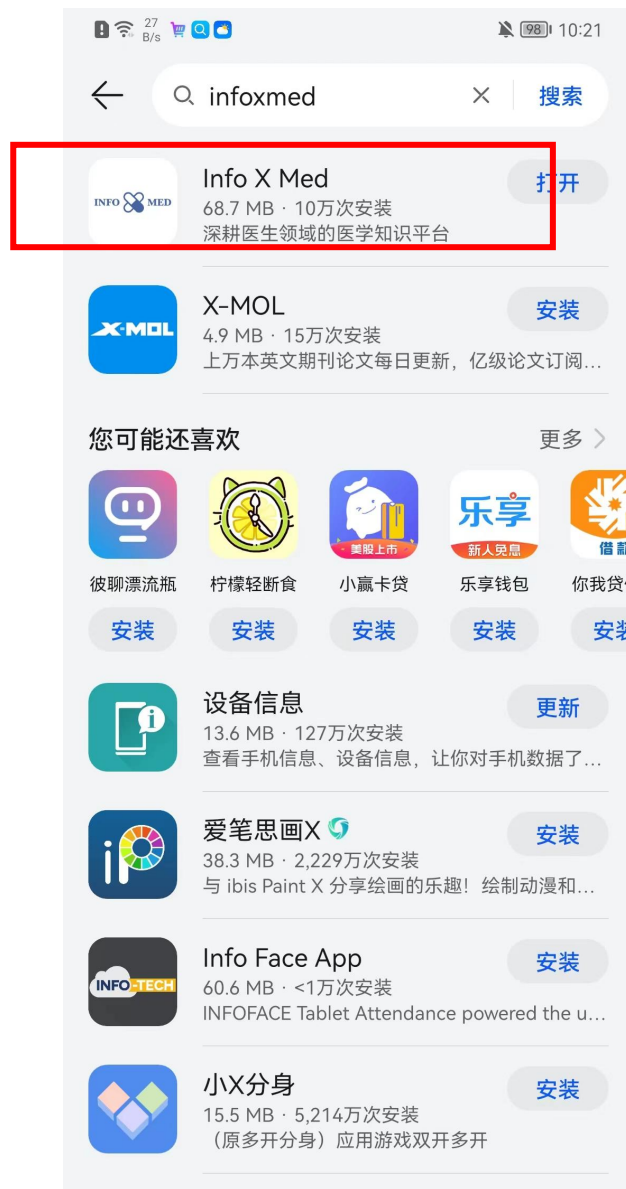 27
B/s
98
10:21
infoxmed
搜索
INFO MED
Info X Med
打开
68.7 MB · 10万次安装
深耕医生领域的医学知识平台
X-MOL
X-MOL
安装
4.9 MB · 15万次安装
上万本英文期刊论文每日更新，亿级论文订阅…
您可能还喜欢
更多
美股上市
乐享
新人免息
借
彼聊漂流瓶
柠檬轻断食
小赢卡贷
乐享钱包
你我贷
安装
安装
安装
安装
安
设备信息
更新
13.6 MB · 127万次安装
查看手机信息、设备信息，让你对手机数据了…
爱笔思画X
安装
38.3 MB · 2,229万次安装
与 ibis Paint X 分享绘画的乐趣！绘制动漫和…
INFO-TECH
Info Face App
安装
60.6 MB · <1万次安装
INFOFACE Tablet Attendance powered the u…
小X分身
安装
15.5 MB · 5,214万次安装
（原多开分身）应用游戏双开多开